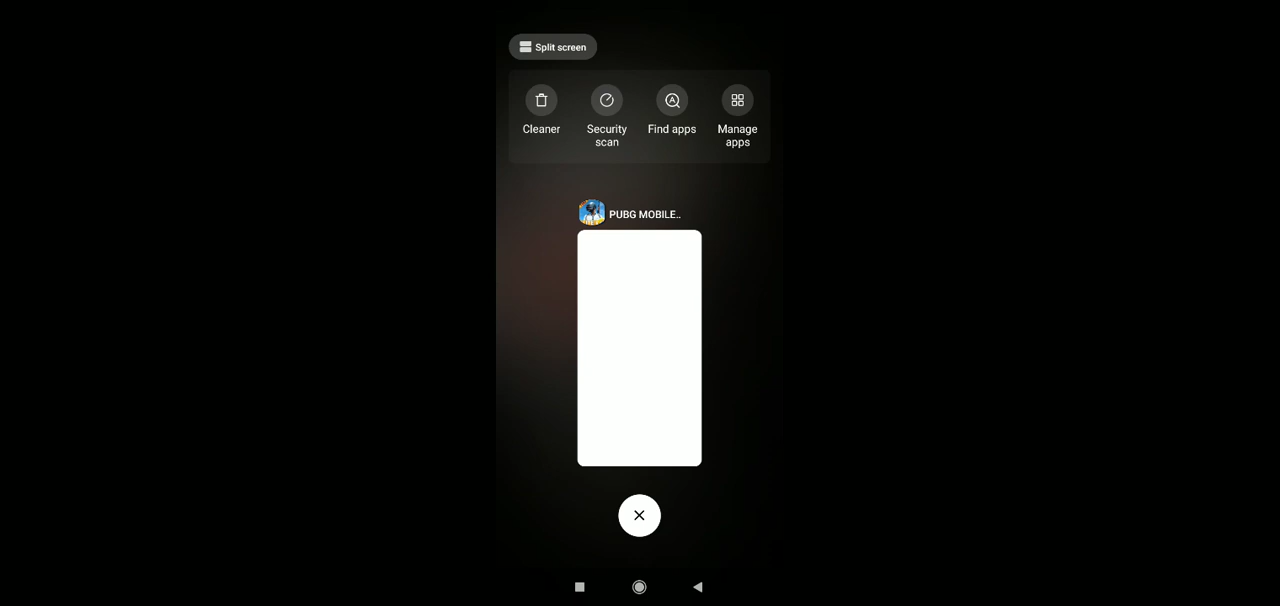 Split screen
Cleaner
Security
scan
Find apps
Manage
apps
PUBG MOBILE..